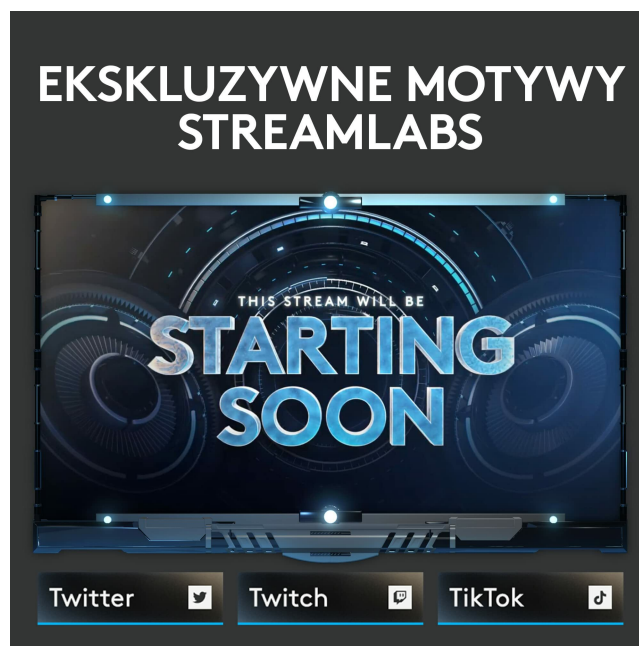 EKSKLUZYWNE MOTYWY
STREAMLABS
THIS STREAM WILL BE
STARTING
SOON
Twitter
Twitch
TikTok